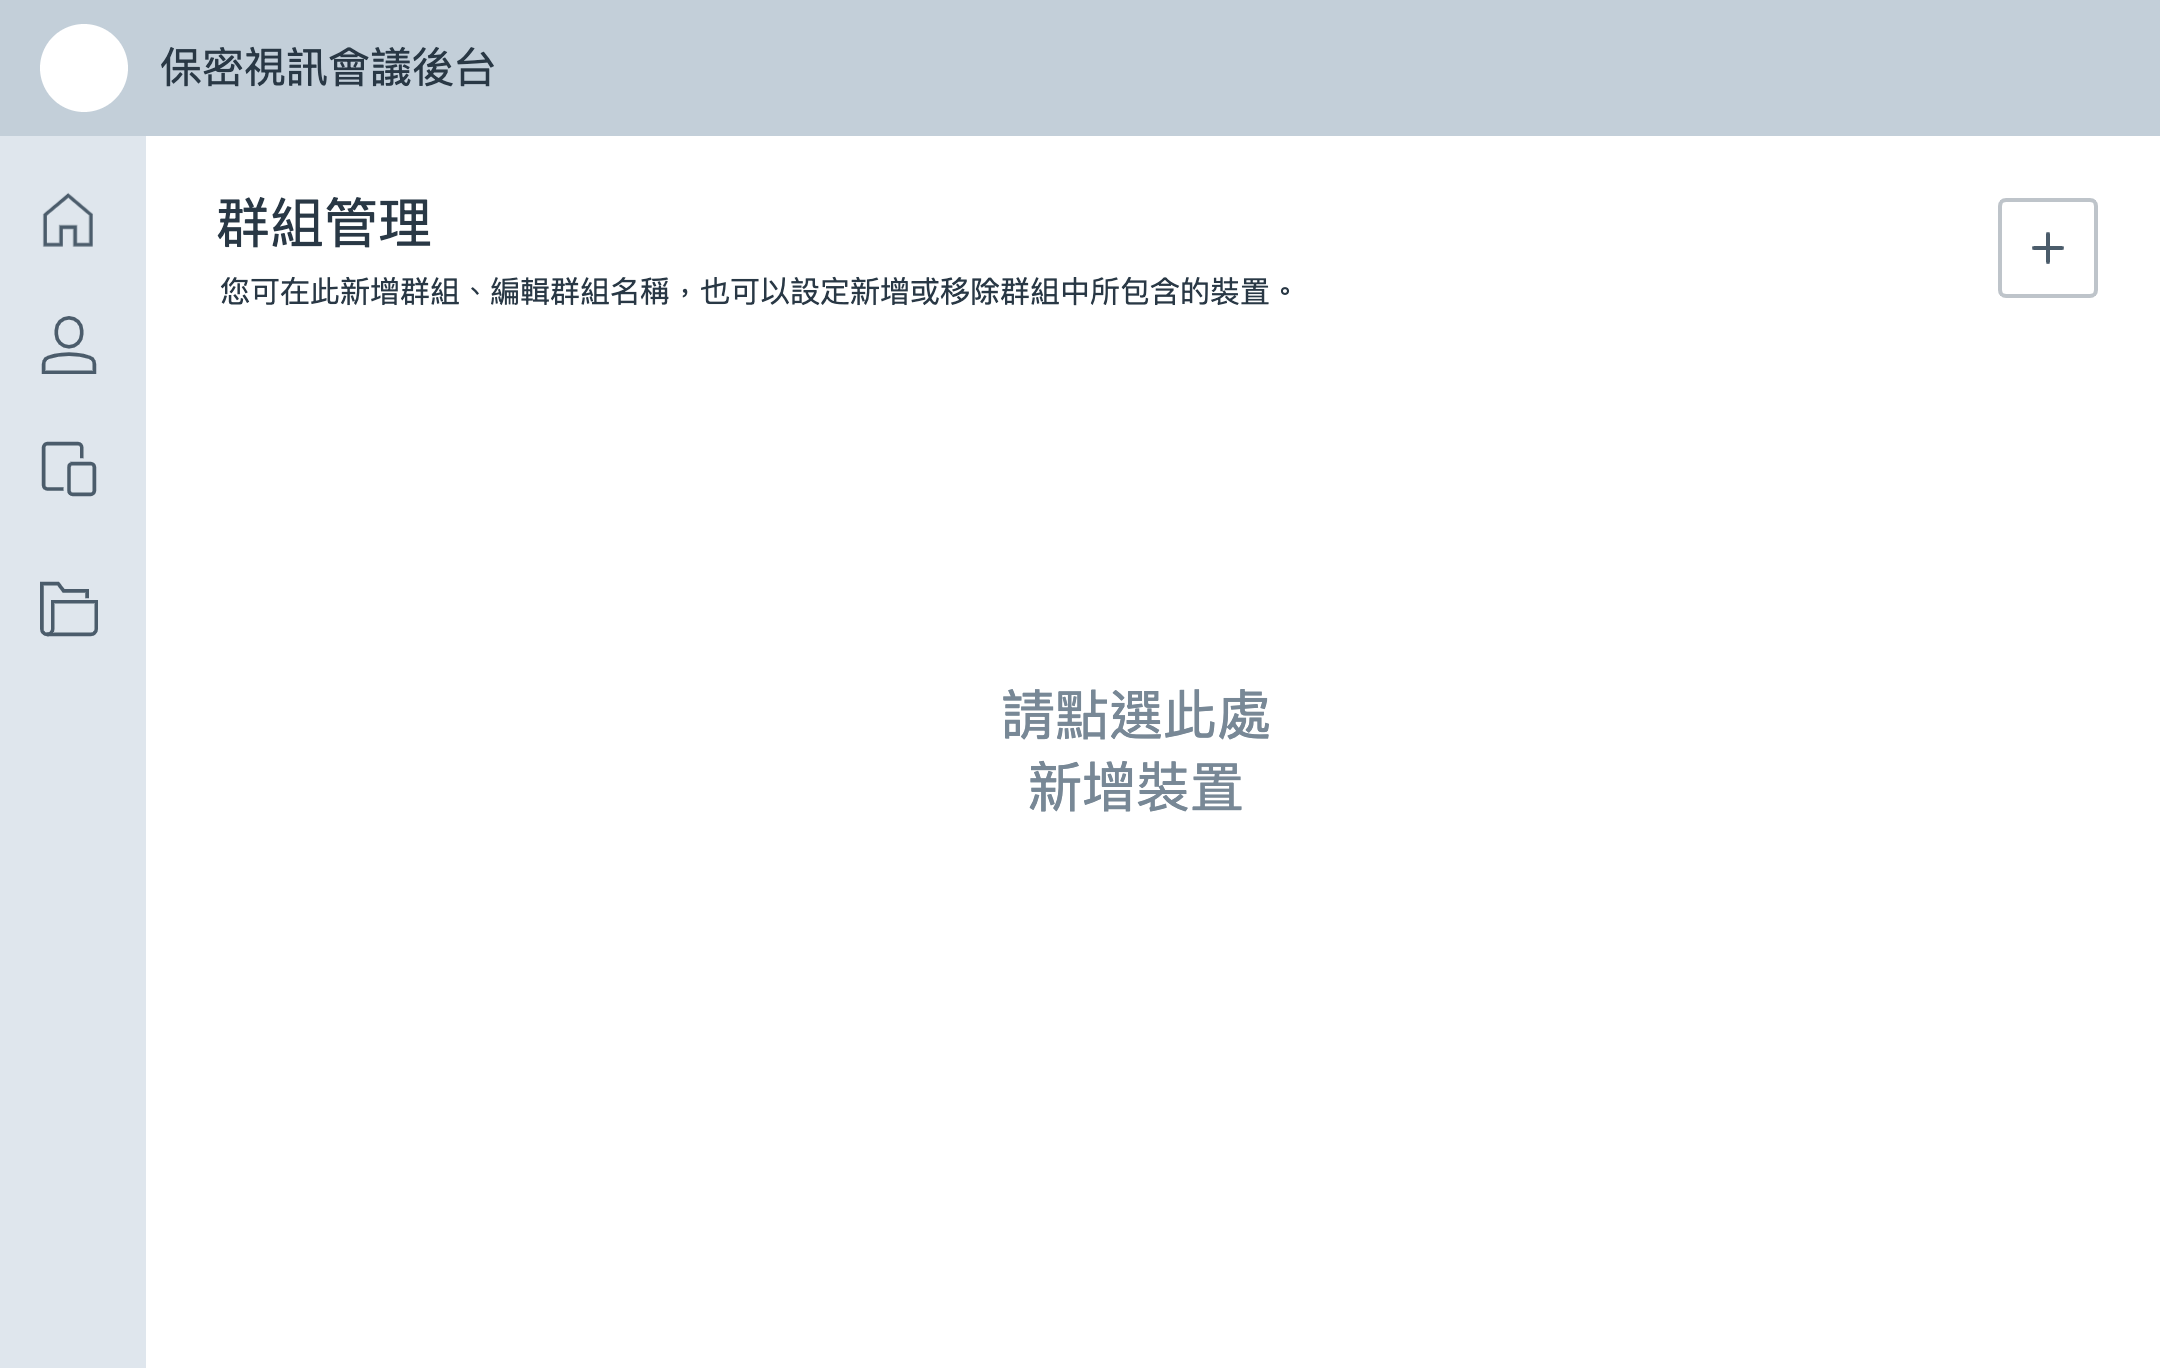 保密視訊會議後台
群組管理
您可在此新增群組、編輯群組名稱，也可以設定新增或移除群組中所包含的裝置。
請點選此處
新增裝置